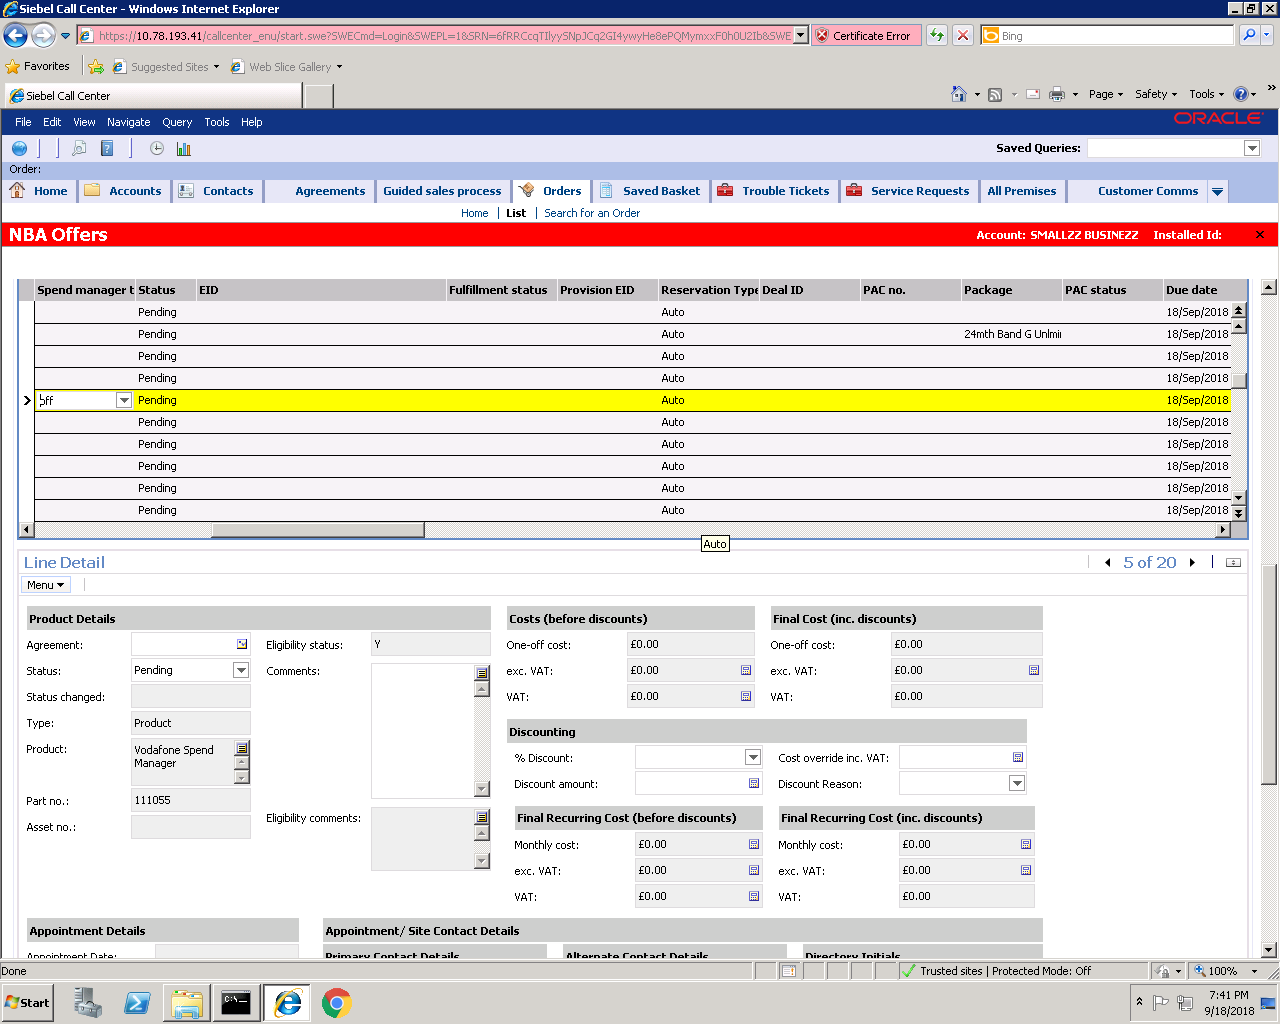 Siebel Call Center - Windows Internet Explorer
https://10.78.193.41/callcenter_enu/start.swe?SWECmd=Login&SWEPL=1&SRN=
Certificate Error
Bing
Favorites
Suggested Sites
Web Slice Gallery
Siebel Call Center
Page
Safety
Tools
»
File Edit View Navigate Query Tools Help
ORACLE
Saved Queries:
Order:
Home Accounts Contacts Agreements Guided sales process Orders Saved Basket Trouble Tickets Service Requests All Premises Customer Comms
Home | List | Search for an Order
NBA Offers Account: SMALLZZ BUSINEZZ Installed Id:
Spend manager t Status EID Fulfillment status Provision EID Reservation Type Deal ID PAC no. Package PAC status Due date
Pending Auto 18/Sep/2018
Pending Auto 24mth Band G Unlmi 18/Sep/2018
Pending Auto 18/Sep/2018
Pending Auto 18/Sep/2018
Off Pending Auto 18/Sep/2018
Pending Auto 18/Sep/2018
Pending Auto 18/Sep/2018
Pending Auto 18/Sep/2018
Pending Auto 18/Sep/2018
Pending Auto 18/Sep/2018
Auto
Line Detail 5 of 20
Menu
Product Details
Agreement:
Status: Pending
Status changed:
Type: Product
Product: Vodafone Spend
Manager
Part no.: 111055
Asset no.:
Eligibility status: Y
Comments:
Eligibility comments:
Costs (before discounts)
One-off cost: £0.00
exc. VAT: £0.00
VAT: £0.00
Final Cost (inc. discounts)
One-off cost: £0.00
exc. VAT: £0.00
VAT: £0.00
Discounting
% Discount:
Cost override inc. VAT:
Discount amount:
Discount Reason:
Final Recurring Cost (before discounts)
Monthly cost: £0.00
exc. VAT: £0.00
VAT: £0.00
Final Recurring Cost (inc. discounts)
Monthly cost: £0.00
exc. VAT: £0.00
VAT: £0.00
Appointment Details
Appointment Date:
Appointment/ Site Contact Details
Primary Contact Details
Alternate Contact Details
Directory Initials
Done
Trusted sites | Protected Mode: Off
100%
Start
7:41 PM
9/18/2018